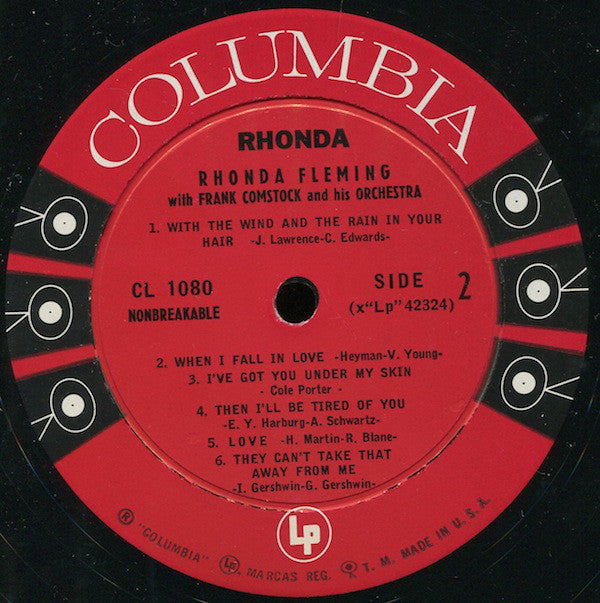 COLUMBIA
RHONDA
RHONDA FLEMING
with FRANK COMSTOCK and his ORCHESTRA
1. WITH THE WIND AND THE RAIN IN YOUR
HAIR -J. Lawrence-C. Edwards-
CL 1080
NONBREAKABLE
SIDE 2
(x"Lp"42324)
2. WHEN I FALL IN LOVE -Heyman-V. Young-
3. I'VE GOT YOU UNDER MY SKIN
- Cole Porter -
4. THEN I'LL BE TIRED OF YOU
-E. Y. Harburg-A. Schwartz-
5. LOVE -H. Martin-R. Blane-
6. THEY CAN'T TAKE THAT
AWAY FROM ME
-I. Gershwin-G. Gershwin-
Lp
® "COLUMBIA" Lp MARCAS REG. T. M. MADE IN U. S. A.